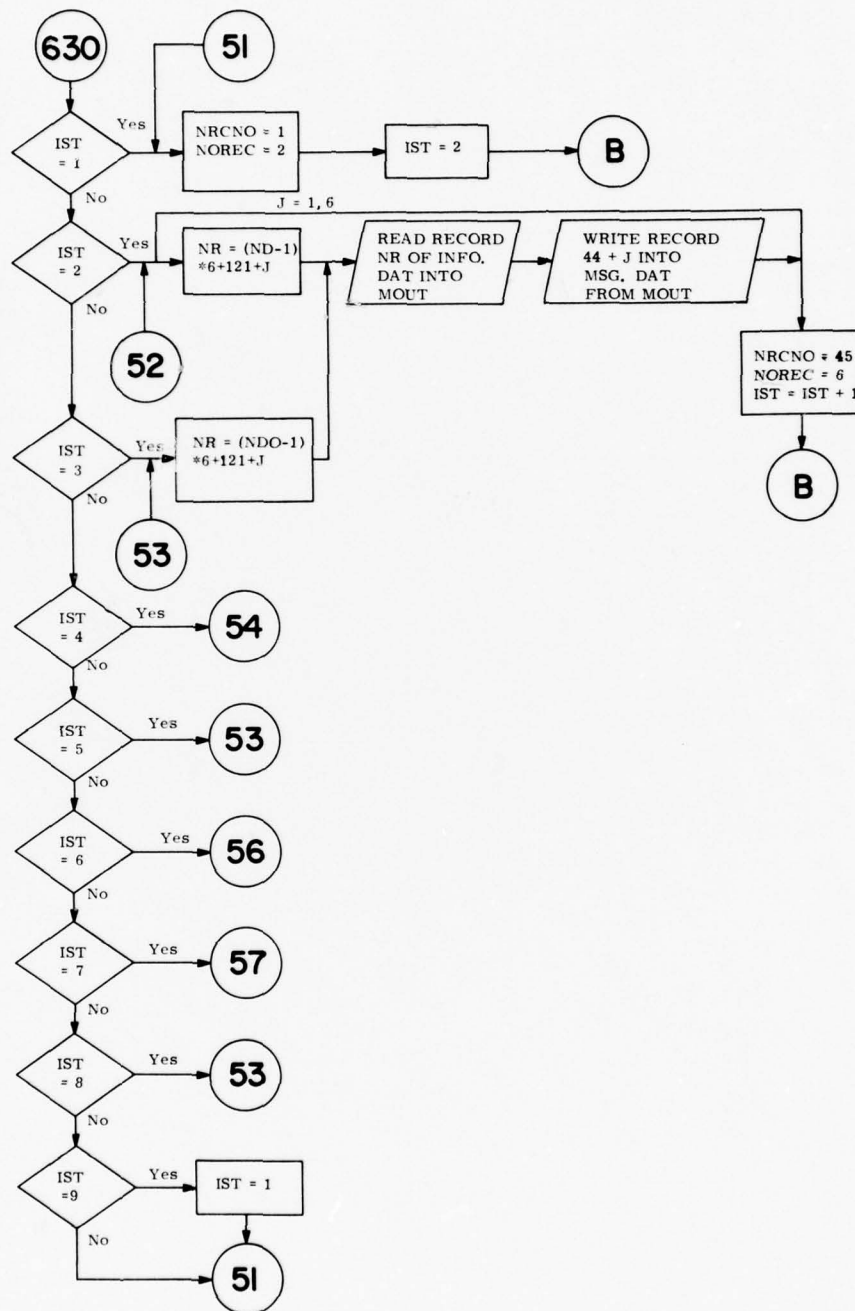 630
51
IST
= 1
Yes
No
NRCNO = 1
NOREC = 2
IST = 2
B
J = 1,6
IST
= 2
Yes
No
NR = (ND-1)
*6+121+J
READ RECORD
NR OF INFO.
DAT INTO
MOUT
WRITE RECORD
44 + J INTO
MSG. DAT
FROM MOUT
52
NRCNO = 45
NOREC = 6
IST = IST + 1
B
IST
= 3
Yes
No
NR = (NDO-1)
*6+121+J
53
IST
= 4
Yes
No
54
IST
= 5
Yes
No
53
IST
= 6
Yes
No
56
IST
= 7
Yes
No
57
IST
= 8
Yes
No
53
IST
=9
Yes
No
IST = 1
51